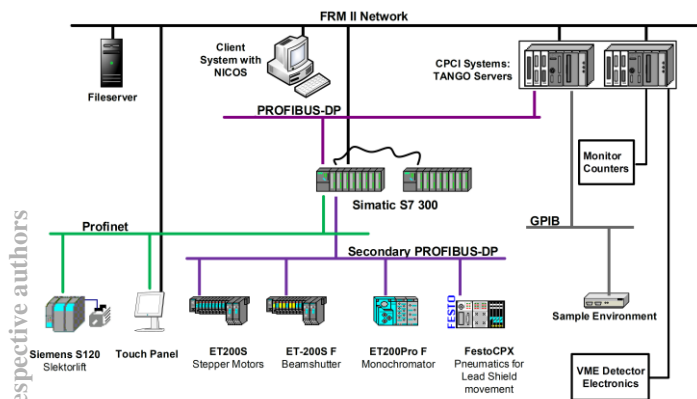 FRM II Network
Fileserver
Client
System with
NICOS
CPCI Systems:
TANGO Servers
PROFIBUS-DP
Simatic S7 300
Monitor
Counters
GPIB
Profinet
Secondary PROFIBUS-DP
Siemens S120
Slektorlift
Touch Panel
ET200S
Stepper Motors
ET-200S F
Beamshutter
ET200Pro F
Monochromator
FESTO
FestoCPX
Pneumatics for
Lead Shield
movement
Sample Environment
VME Detector
Electronics
espective authors